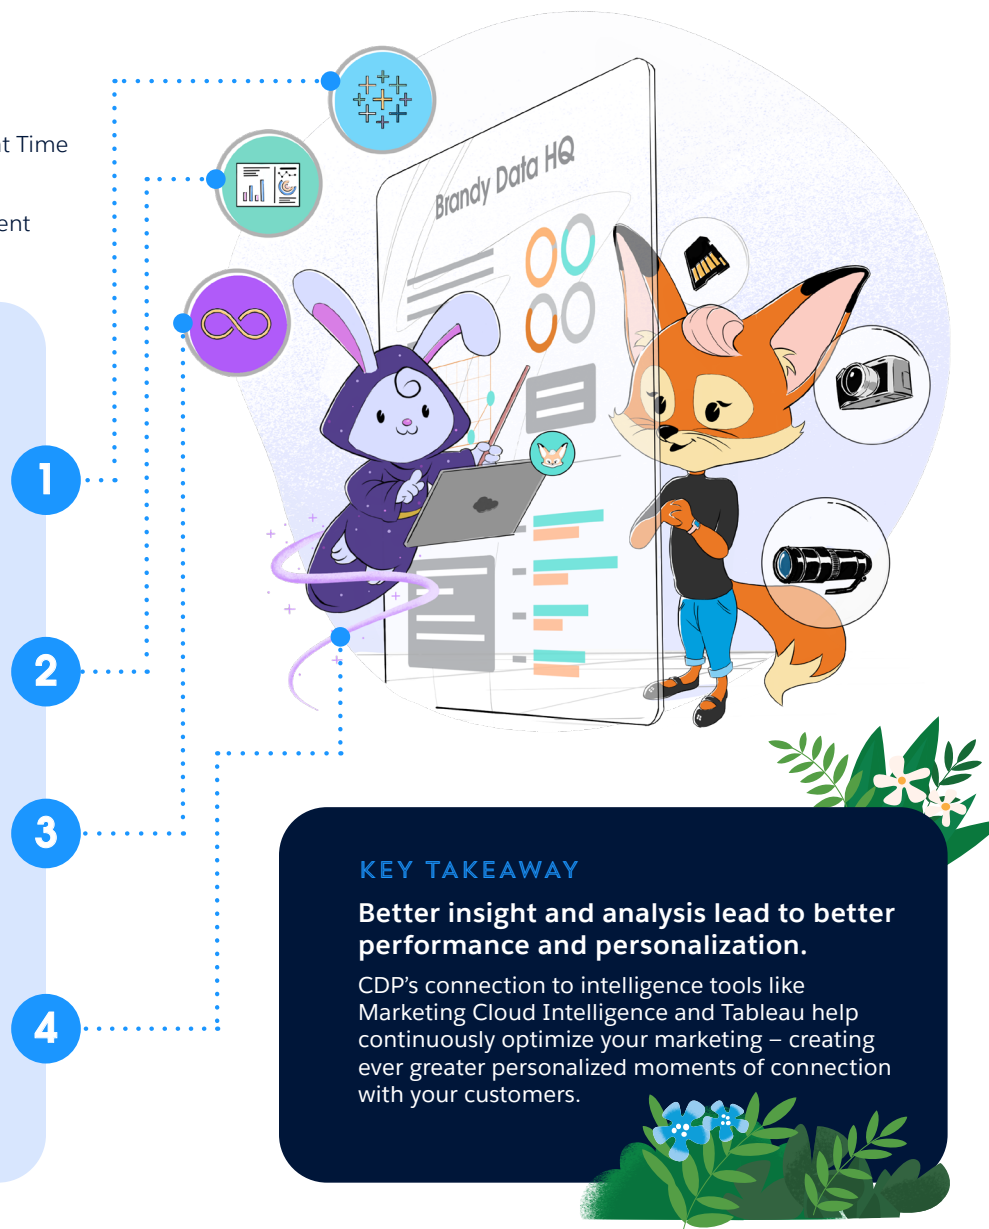 t Time
ent
Brandy Data HQ
1
2
3
4
KEY TAKEAWAY
Better insight and analysis lead to better
performance and personalization.
CDP’s connection to intelligence tools like
Marketing Cloud Intelligence and Tableau help
continuously optimize your marketing – creating
ever greater personalized moments of connection
with your customers.